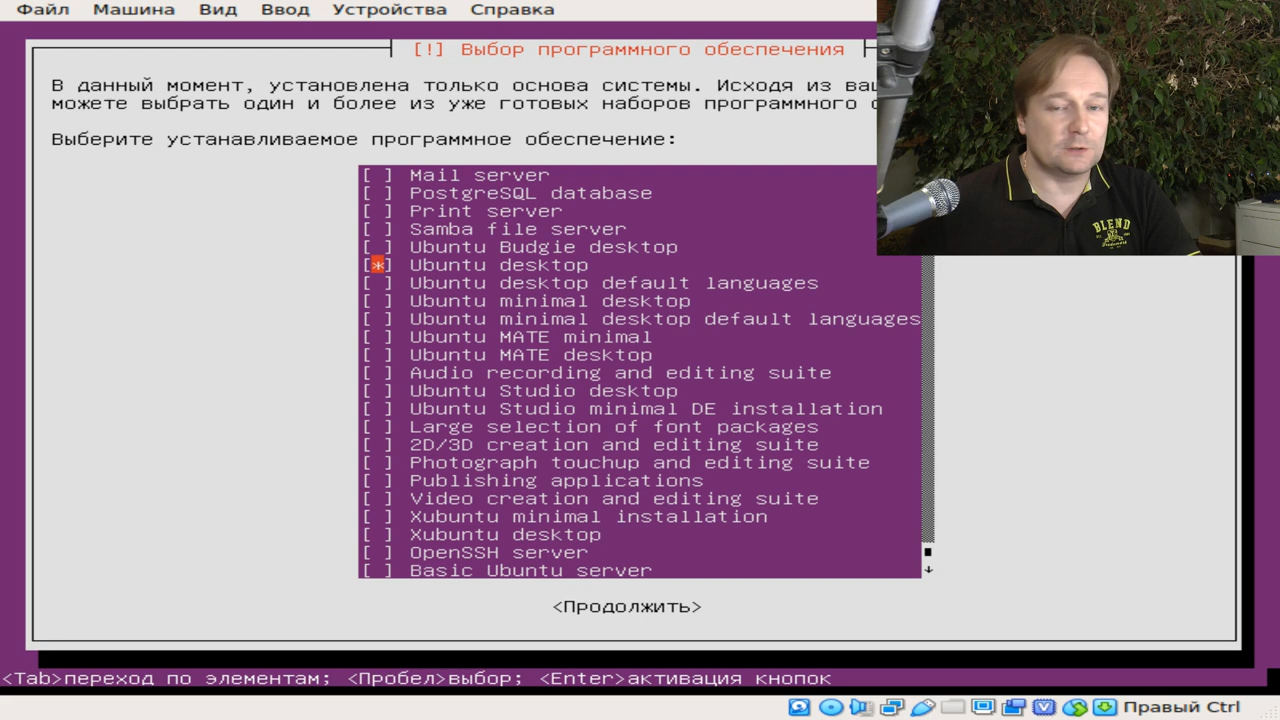 Файл Машина Вид Ввод Устройства Справка
[!] Выбор программного обеспечения
В данный момент, установлена только основа системы. Исходя из
можете выбрать один и более из уже готовых наборов программного
Выберите устанавливаемое программное обеспечение:
[ ] Mail server
[ ] PostgreSQL database
[ ] Print server
[ ] Samba file server
[ ] Ubuntu Budgie desktop
[*] Ubuntu desktop
[ ] Ubuntu desktop default languages
[ ] Ubuntu minimal desktop
[ ] Ubuntu minimal desktop default languages
[ ] Ubuntu MATE minimal
[ ] Ubuntu MATE desktop
[ ] Audio recording and editing suite
[ ] Ubuntu Studio desktop
[ ] Ubuntu Studio minimal DE installation
[ ] Large selection of font packages
[ ] 2D/3D creation and editing suite
[ ] Photograph touchup and editing suite
[ ] Publishing applications
[ ] Video creation and editing suite
[ ] Xubuntu minimal installation
[ ] Xubuntu desktop
[ ] OpenSSH server
[ ] Basic Ubuntu server
<Продолжить>
<Tab>переход по элементам; <Пробел>выбор; <Enter>активация кнопок
Правый Ctrl
BLEND